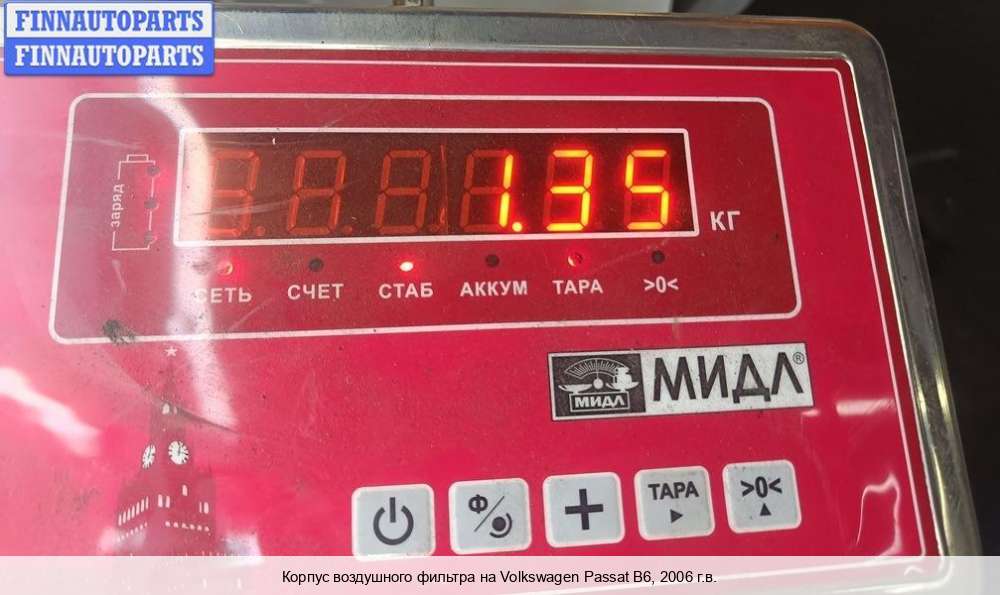 FINNAUTOPARTS
FINNAUTOPARTS
заряд
1.35
КГ
СЕТЬ СЧЕТ СТАБ АККУМ ТАРА >0<
МИДЛ
МИДЛ®
Ф
ТАРА
>0<
Корпус воздушного фильтра на Volkswagen Passat B6, 2006 г.в.